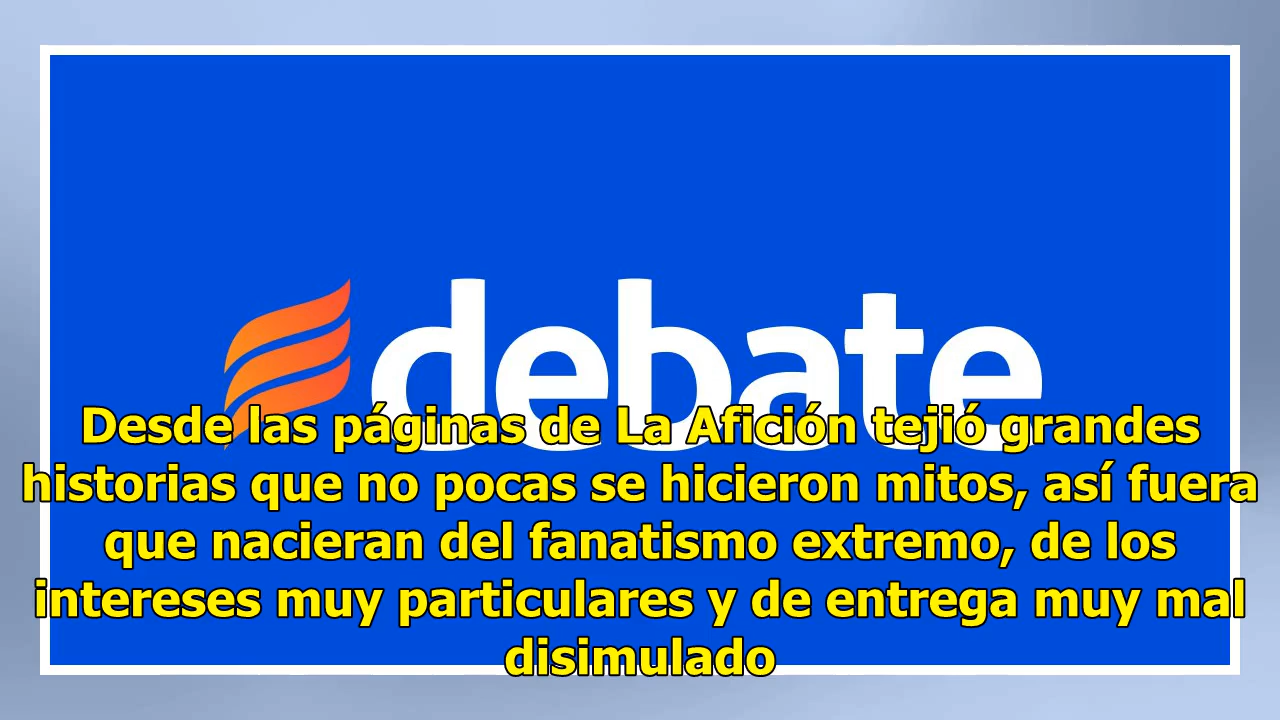 debate
Desde las páginas de La Afición tejió grandes
historias que no pocas se hicieron mitos, así fuera
que nacieran del fanatismo extremo, de los
intereses muy particulares y de entrega muy mal
disimulado